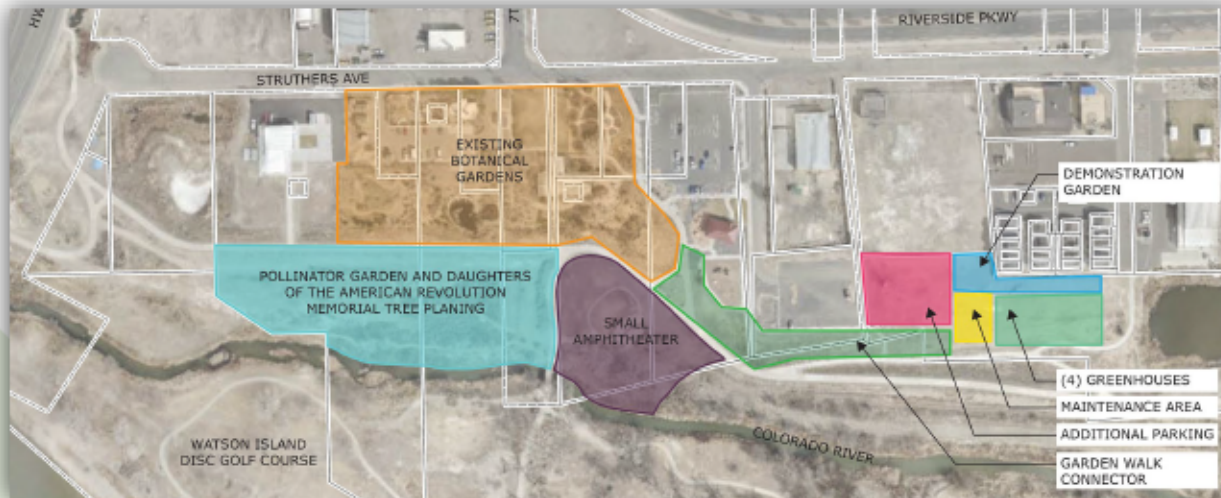 HW
7T
RIVERSIDE PKWY
STRUTHERS AVE
EXISTING
BOTANICAL
GARDENS
DEMONSTRATION
GARDEN
POLLINATOR GARDEN AND DAUGHTERS
OF THE AMERICAN REVOLUTION
MEMORIAL TREE PLANING
SMALL
AMPHITHEATER
(4) GREENHOUSES
MAINTENANCE AREA
ADDITIONAL PARKING
GARDEN WALK
CONNECTOR
COLORADO RIVER
WATSON ISLAND
DISC GOLF COURSE